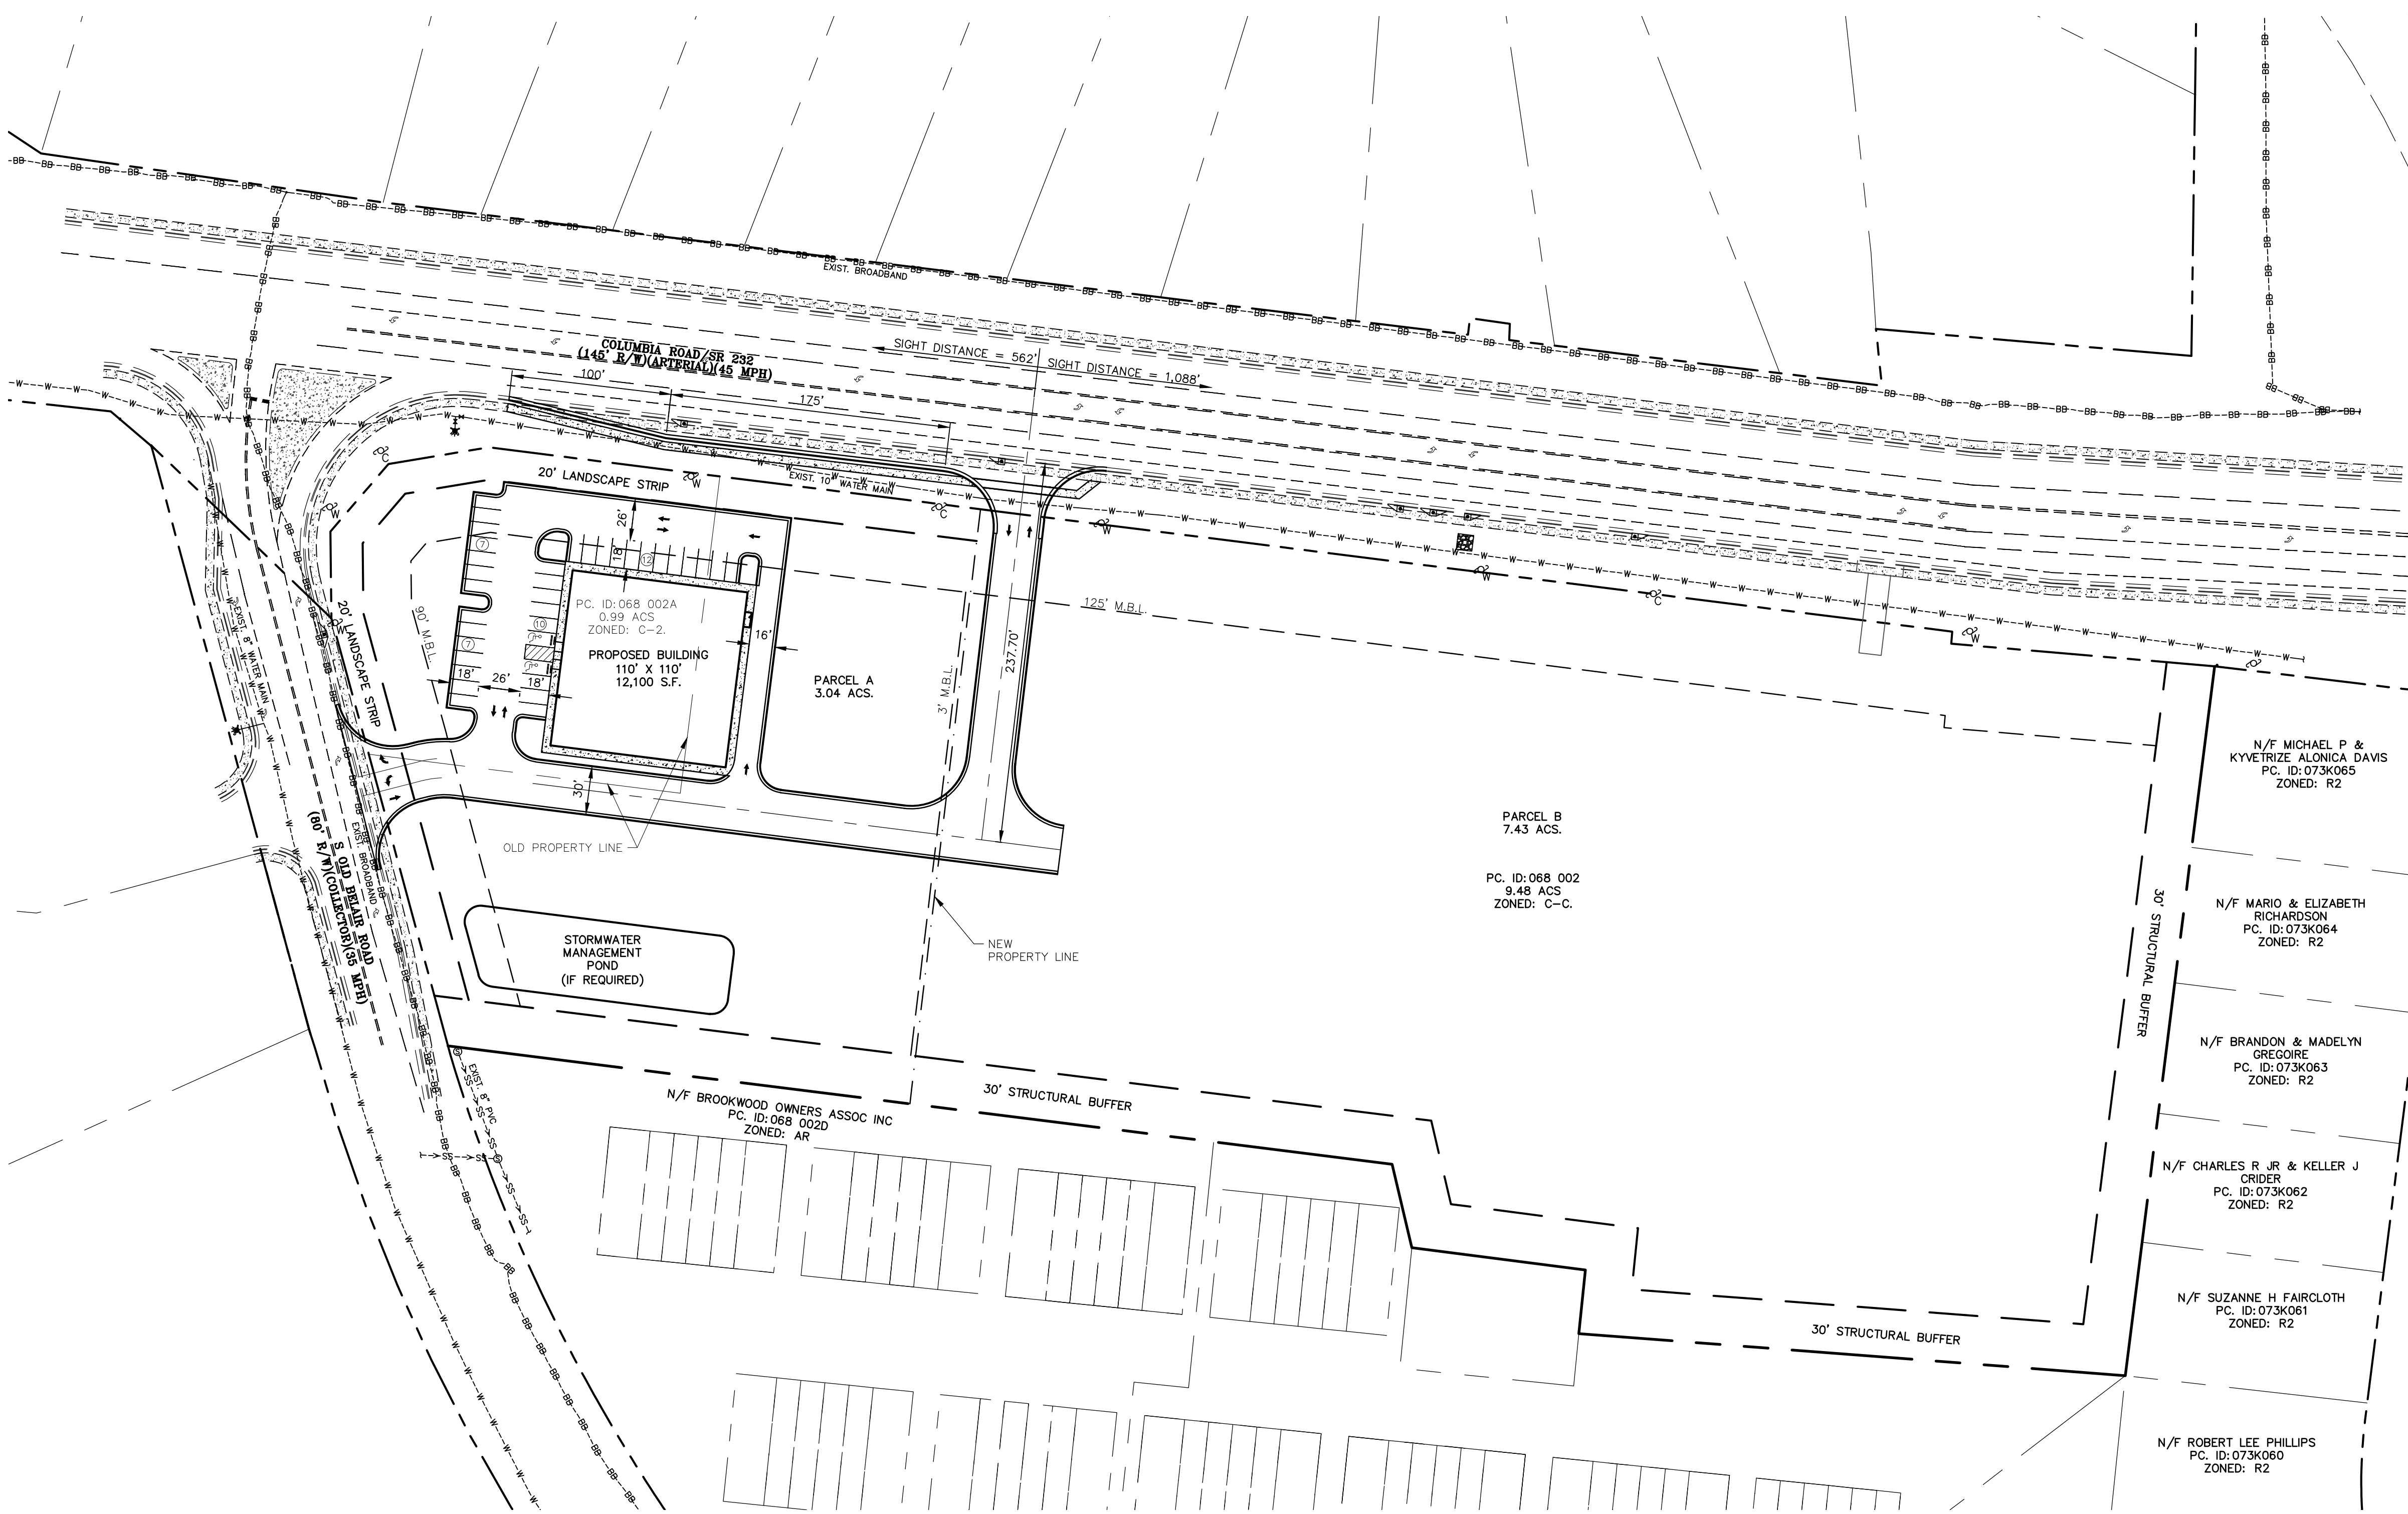 EXIST. BROADBAND
COLUMBIA ROAD/SR 232
(145' R/W)(ARTERIAL)(45 MPH)
SIGHT DISTANCE = 562'
SIGHT DISTANCE = 1,088'
100'
175'
20' LANDSCAPE STRIP
EXIST. 10" WATER MAIN
26'
18'
7
12
PC. ID:068 002A
0.99 ACS
ZONED: C-2.
10
7
PROPOSED BUILDING
110' X 110'
12,100 S.F.
16'
18'
26'
18'
PARCEL A
3.04 ACS.
3' M.B.L.
237.70'
125' M.B.L.
90' M.B.L.
20' LANDSCAPE STRIP
EXIST. 8" WATER MAIN
30'
OLD PROPERTY LINE
S OLD BELAIR ROAD
(80' R/W)(COLLECTOR)(35 MPH)
EXIST. BROADBAND
STORMWATER
MANAGEMENT
POND
(IF REQUIRED)
NEW
PROPERTY LINE
PARCEL B
7.43 ACS.
PC. ID:068 002
9.48 ACS
ZONED: C-C.
30' STRUCTURAL BUFFER
EXIST. 8" PVC
N/F BROOKWOOD OWNERS ASSOC INC
PC. ID:068 002D
ZONED: AR
30' STRUCTURAL BUFFER
30' STRUCTURAL BUFFER
N/F MICHAEL P &
KYVETRIZE ALONICA DAVIS
PC. ID:073K065
ZONED: R2
N/F MARIO & ELIZABETH
RICHARDSON
PC. ID:073K064
ZONED: R2
N/F BRANDON & MADELYN
GREGOIRE
PC. ID:073K063
ZONED: R2
N/F CHARLES R JR & KELLER J
CRIDER
PC. ID:073K062
ZONED: R2
N/F SUZANNE H FAIRCLOTH
PC. ID:073K061
ZONED: R2
N/F ROBERT LEE PHILLIPS
PC. ID:073K060
ZONED: R2